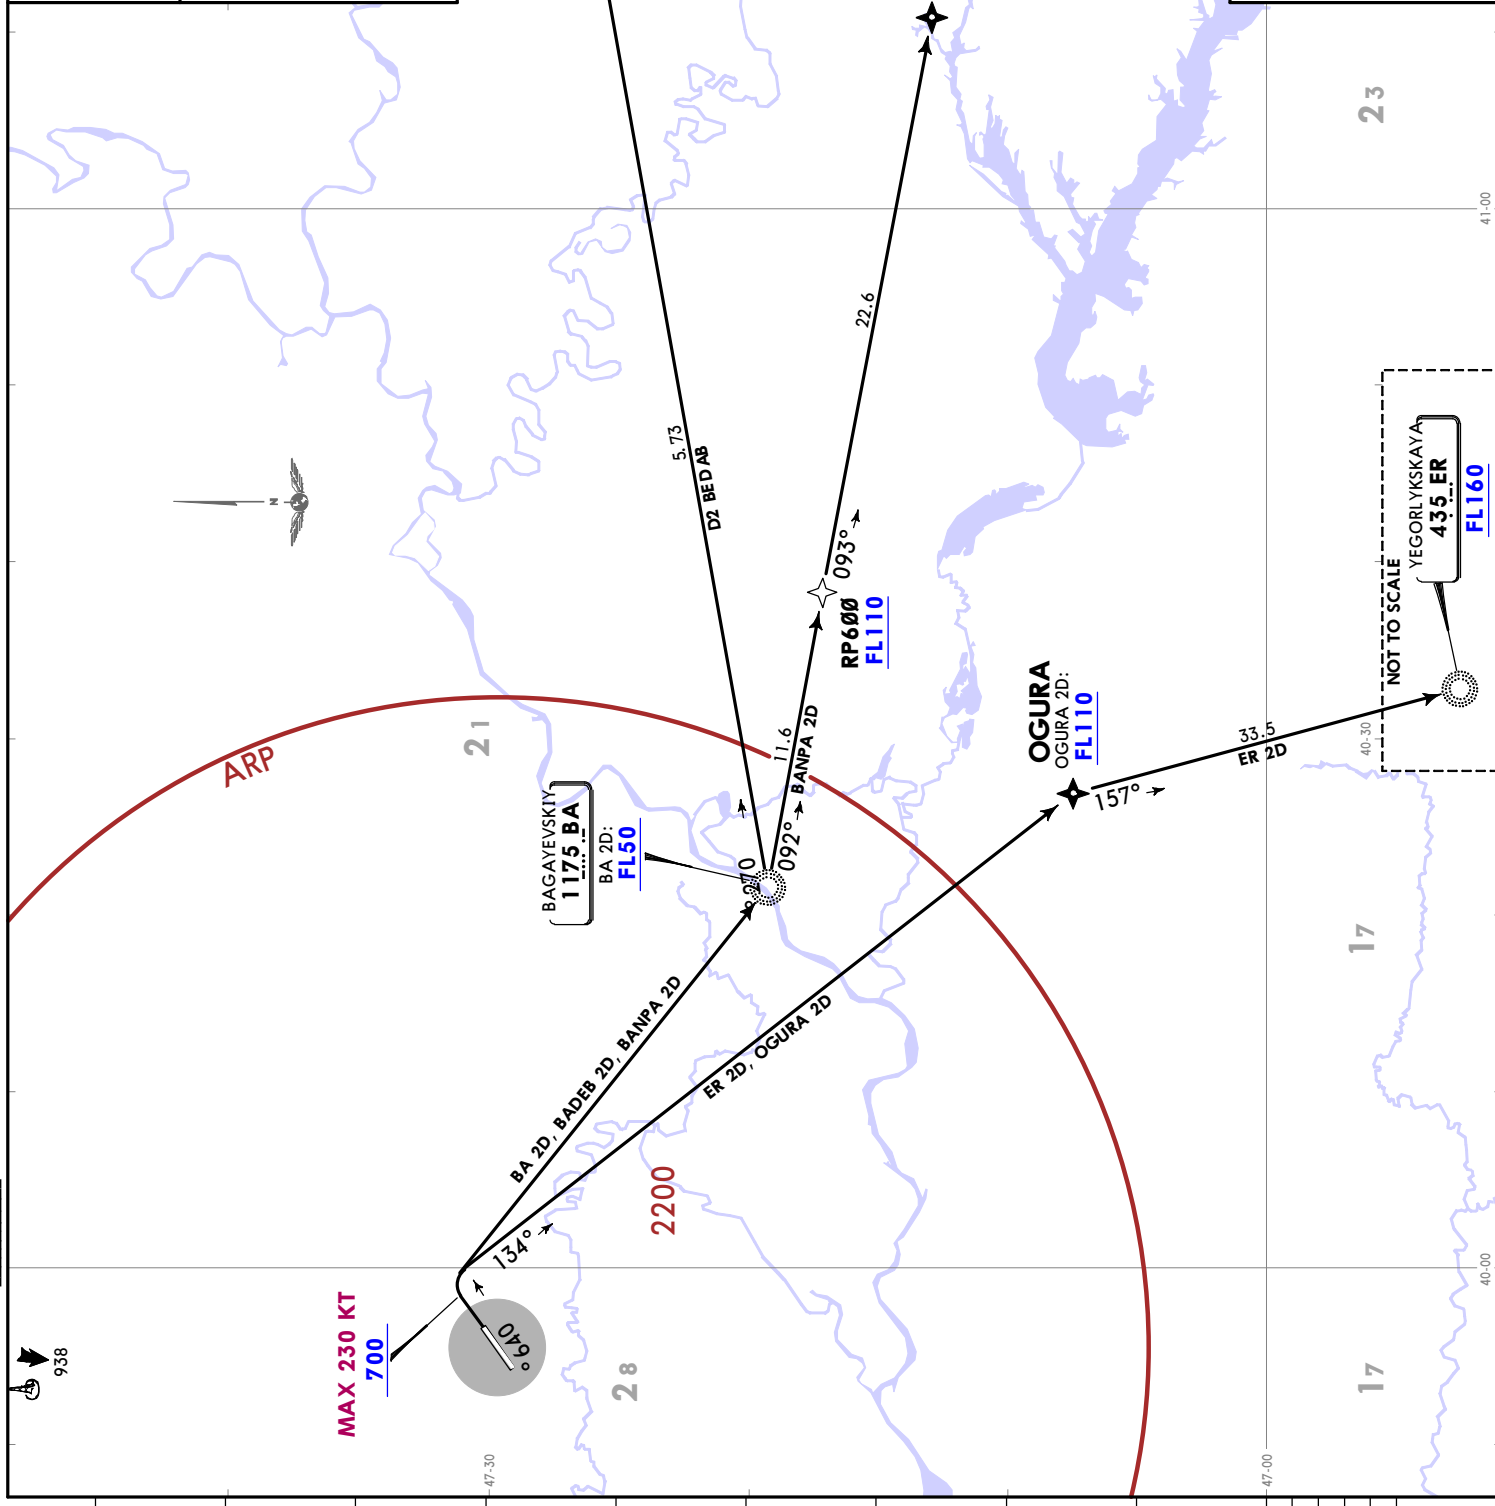 23
41-00
22.6
5.73
D2 BEDAB
N
093°
RP6ØØ
FL110
YEGORLYKSKAYA
435 ER
FL160
NOT TO SCALE
OGURA
OGURA 2D:
FL110
40-30
33.5
ER 2D
157°
21
ARP
11.6
BANPA 2D
092°
BAGAYEVSKIY
1175 BA
BA 2D:
FL50
270
17
BA 2D, BADEB 2D, BANPA 2D
ER 2D, OGURA 2D
2200
134°
40-00
MAX 230 KT
700
049°
938
28
17
47-30
47-00